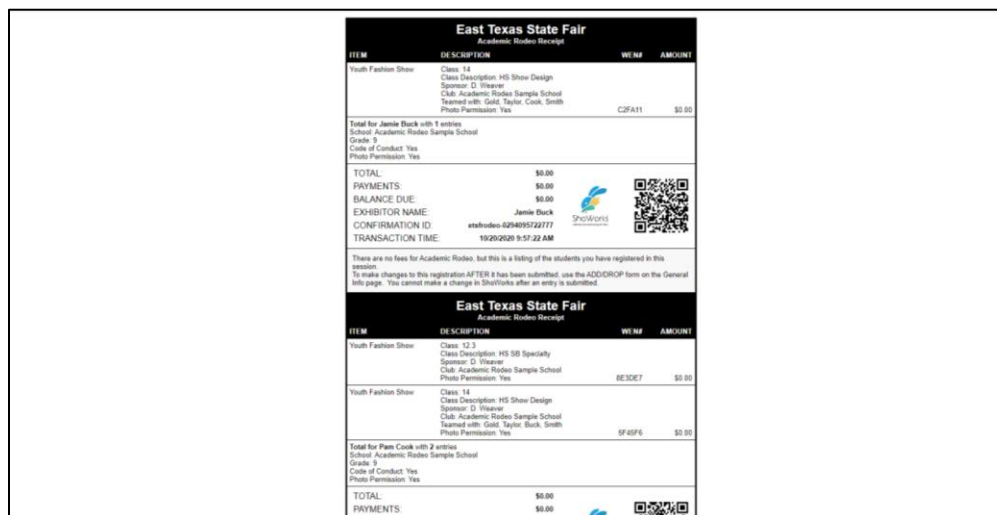 East Texas State Fair
Academic Rodeo Receipt
ITEM DESCRIPTION WEN# AMOUNT
Youth Fashion Show Class: 14
Class Description: HS Show Design
Sponsor: D. Weaver
Club: Academic Rodeo Sample School
Teamed with: Gold, Taylor, Cook, Smith
Photo Permission: Yes C2FA11 $0.00
Total for Jamie Buck with 1 entries
School: Academic Rodeo Sample School
Grade: 9
Code of Conduct: Yes
Photo Permission: Yes
TOTAL: $0.00
PAYMENTS: $0.00
BALANCE DUE: $0.00
EXHIBITOR NAME: Jamie Buck
CONFIRMATION ID: etsfrodeo-0294095722777
TRANSACTION TIME: 10/20/2020 9:57:22 AM
ShoWorks
There are no fees for Academic Rodeo, but this is a listing of the students you have registered in this
session.
To make changes to this registration AFTER it has been submitted, use the ADD/DROP form on the General
Info page. You cannot make a change in ShoWorks after an entry is submitted.
East Texas State Fair
Academic Rodeo Receipt
ITEM DESCRIPTION WEN# AMOUNT
Youth Fashion Show Class: 12.3
Class Description: HS SB Specialty
Sponsor: D. Weaver
Club: Academic Rodeo Sample School
Photo Permission: Yes 8E3DE7 $0.00
Youth Fashion Show Class: 14
Class Description: HS Show Design
Sponsor: D. Weaver
Club: Academic Rodeo Sample School
Teamed with: Gold, Taylor, Buck, Smith
Photo Permission: Yes 5F45F6 $0.00
Total for Pam Cook with 2 entries
School: Academic Rodeo Sample School
Grade: 9
Code of Conduct: Yes
Photo Permission: Yes
TOTAL: $0.00
PAYMENTS: $0.00